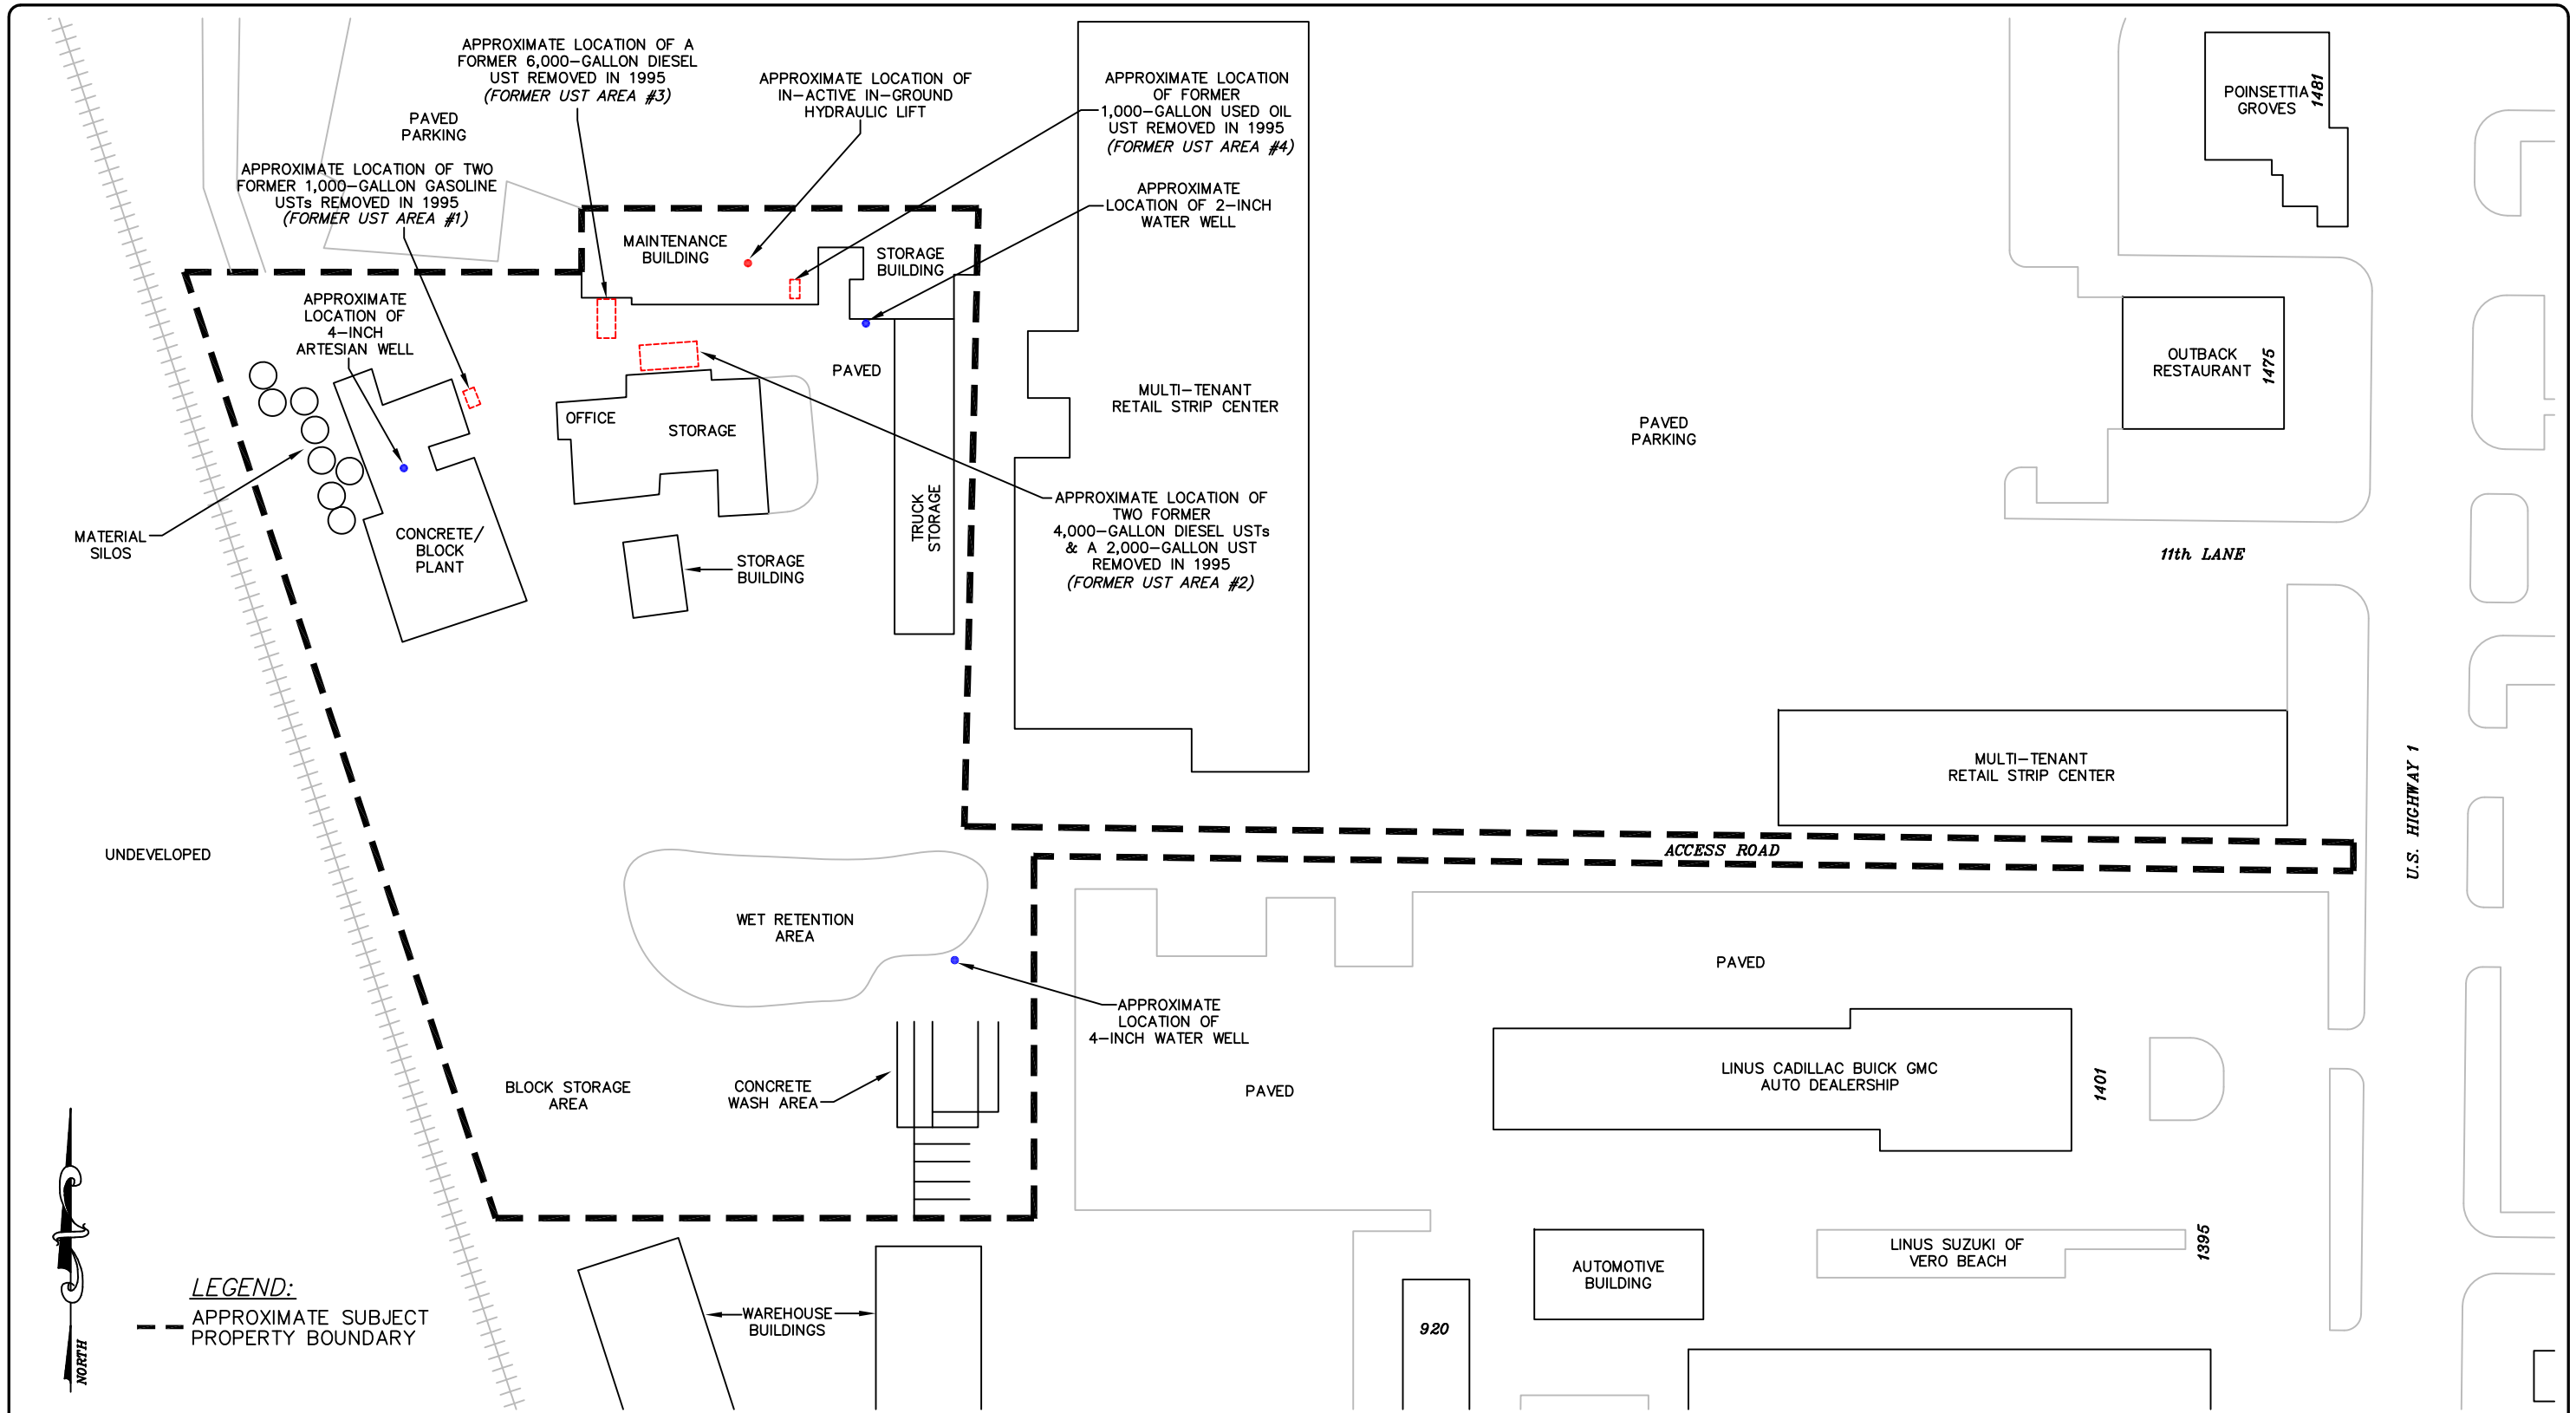 APPROXIMATE LOCATION OF A
FORMER 6,000-GALLON DIESEL
UST REMOVED IN 1995
(FORMER UST AREA #3)
APPROXIMATE LOCATION OF
IN-ACTIVE IN-GROUND
HYDRAULIC LIFT
APPROXIMATE LOCATION
OF FORMER
1,000-GALLON USED OIL
UST REMOVED IN 1995
(FORMER UST AREA #4)
POINSETTIA
GROVES
1481
PAVED
PARKING
APPROXIMATE LOCATION OF TWO
FORMER 1,000-GALLON GASOLINE
USTs REMOVED IN 1995
(FORMER UST AREA #1)
APPROXIMATE
LOCATION OF 2-INCH
WATER WELL
MAINTENANCE
BUILDING
STORAGE
BUILDING
APPROXIMATE
LOCATION OF
4-INCH
ARTESIAN WELL
PAVED
MULTI-TENANT
RETAIL STRIP CENTER
OUTBACK
RESTAURANT
1475
PAVED
PARKING
OFFICE
STORAGE
MATERIAL
SILOS
CONCRETE/
BLOCK
PLANT
TRUCK
STORAGE
APPROXIMATE LOCATION OF
TWO FORMER
4,000-GALLON DIESEL USTs
& A 2,000-GALLON UST
REMOVED IN 1995
(FORMER UST AREA #2)
STORAGE
BUILDING
11th LANE
MULTI-TENANT
RETAIL STRIP CENTER
U.S. HIGHWAY 1
UNDEVELOPED
ACCESS ROAD
WET RETENTION
AREA
PAVED
APPROXIMATE
LOCATION OF
4-INCH WATER WELL
BLOCK STORAGE
AREA
CONCRETE
WASH AREA
PAVED
LINUS CADILLAC BUICK GMC
AUTO DEALERSHIP
1401
LINUS SUZUKI OF
VERO BEACH
1395
AUTOMOTIVE
BUILDING
WAREHOUSE
BUILDINGS
920
LEGEND:
APPROXIMATE SUBJECT
PROPERTY BOUNDARY
NORTH